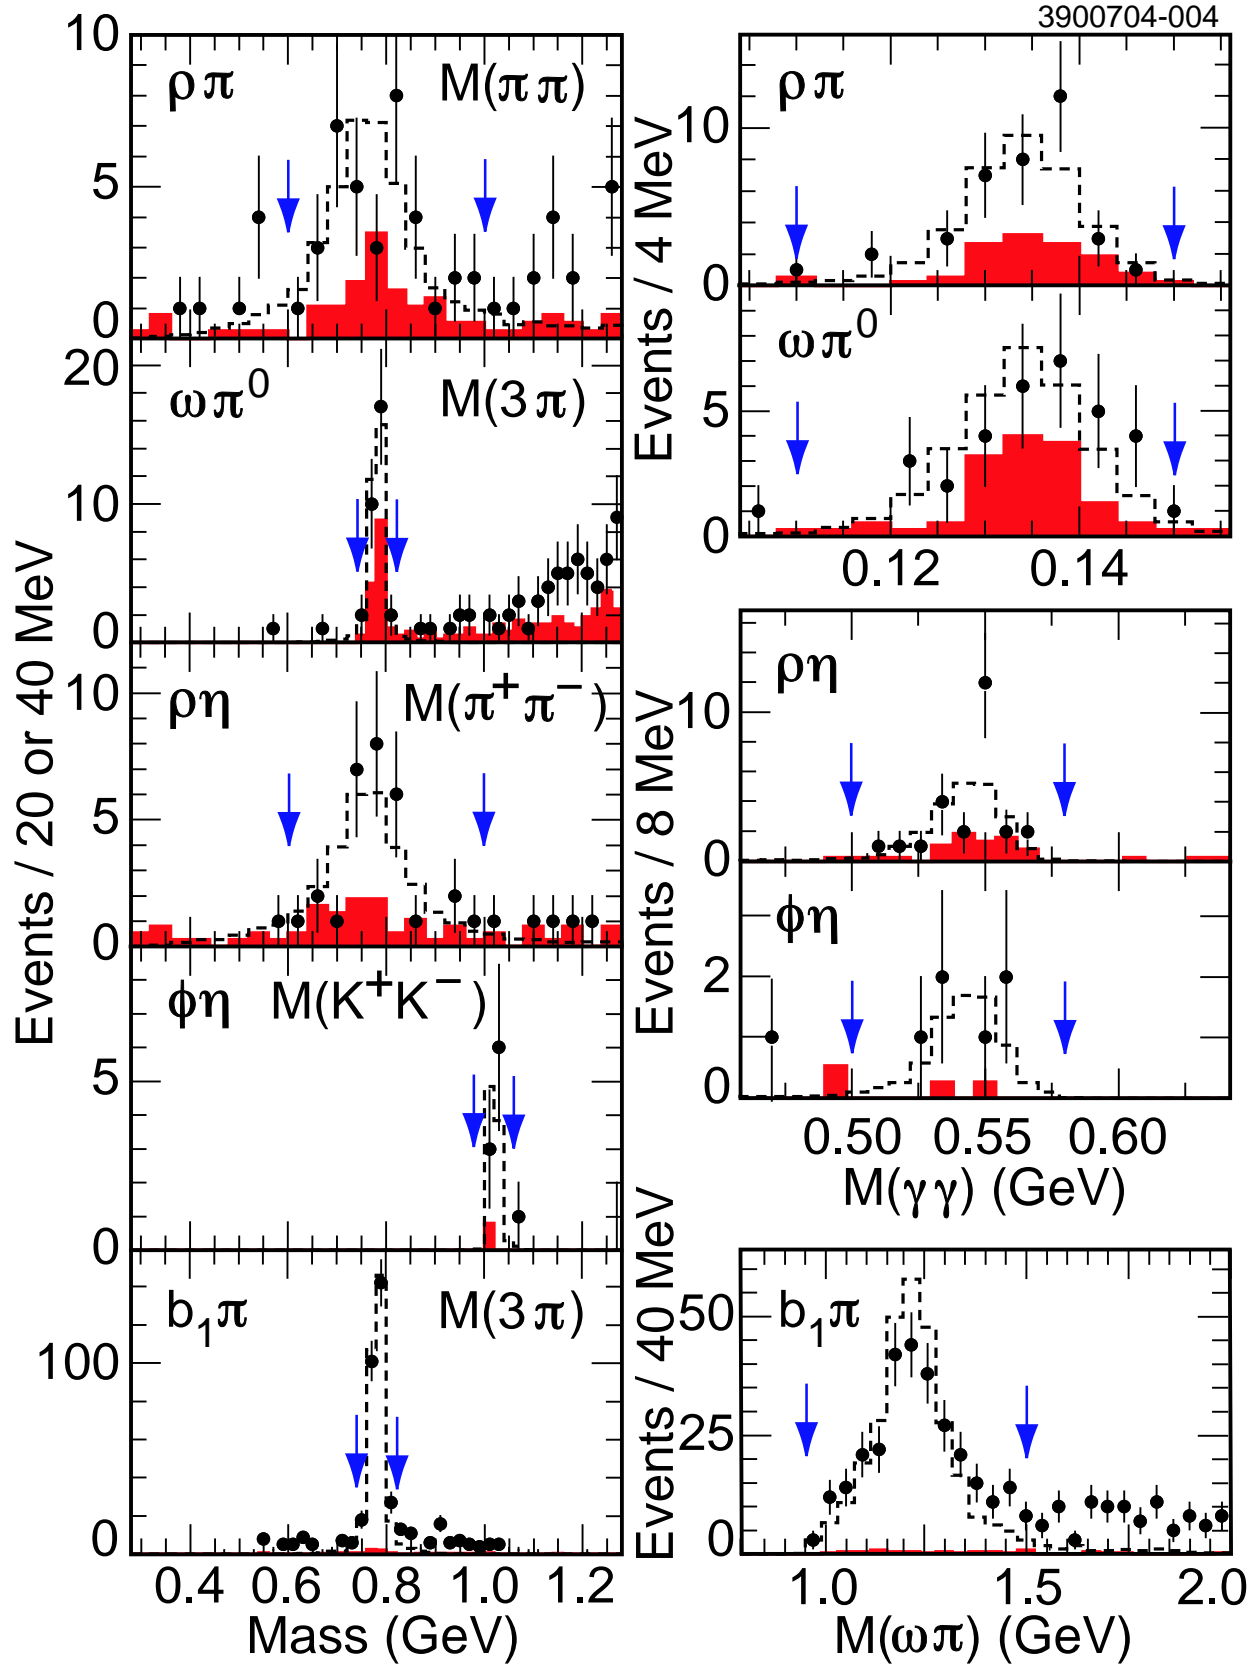 3900704-004
Events / 20 or 40 MeV
10
5
0
ρπ
M(ππ)
20
10
0
ωπ⁰
M(3π)
10
5
0
ρη
M(π⁺π⁻)
5
0
ϕη
M(K⁺K⁻)
100
0
b₁π
M(3π)
0.4 0.6 0.8 1.0 1.2
Mass (GeV)
Events / 4 MeV
10
0
ρπ
5
0
ωπ⁰
0.12 0.14
Events / 8 MeV
10
0
ρη
2
0
ϕη
0.50 0.55 0.60
M(γγ) (GeV)
Events / 40 MeV
50
25
0
b₁π
1.0 1.5 2.0
M(ωπ) (GeV)